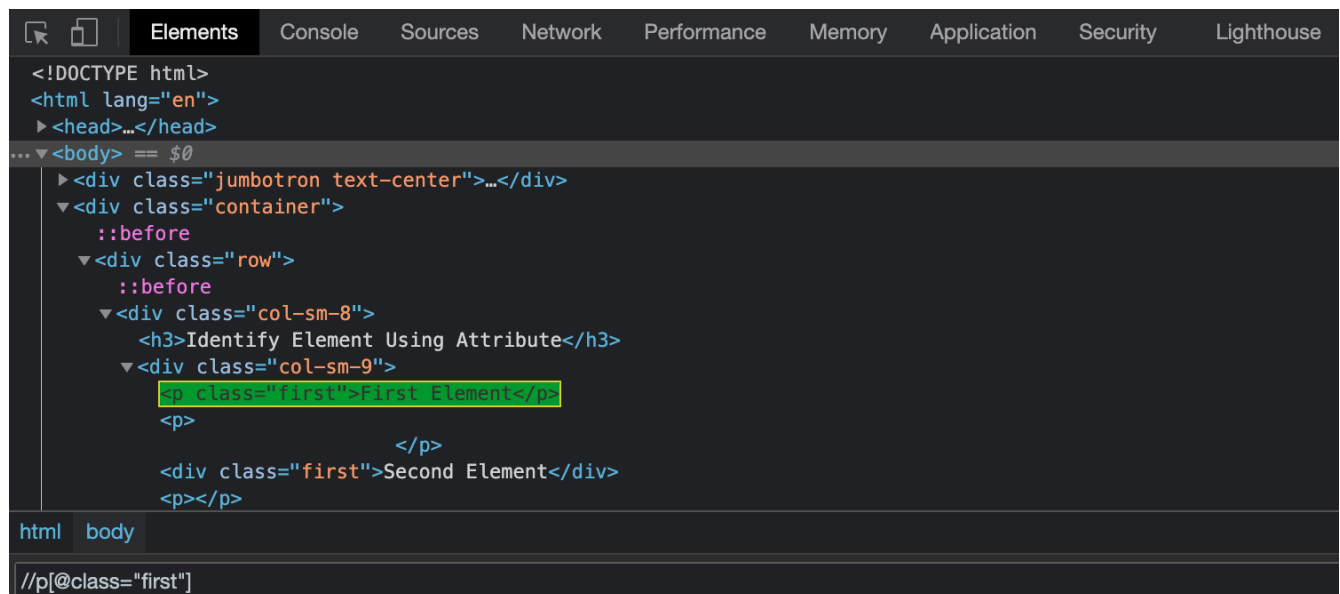 Elements Console Sources Network Performance Memory Application Security Lighthouse
<!DOCTYPE html>
<html lang="en">
<head>…</head>
... <body> == $0
<div class="jumbotron text-center">…</div>
<div class="container">
::before
<div class="row">
::before
<div class="col-sm-8">
<h3>Identify Element Using Attribute</h3>
<div class="col-sm-9">
<p class="first">First Element</p>
<p>
</p>
<div class="first">Second Element</div>
<p></p>
html body
//p[@class="first"]